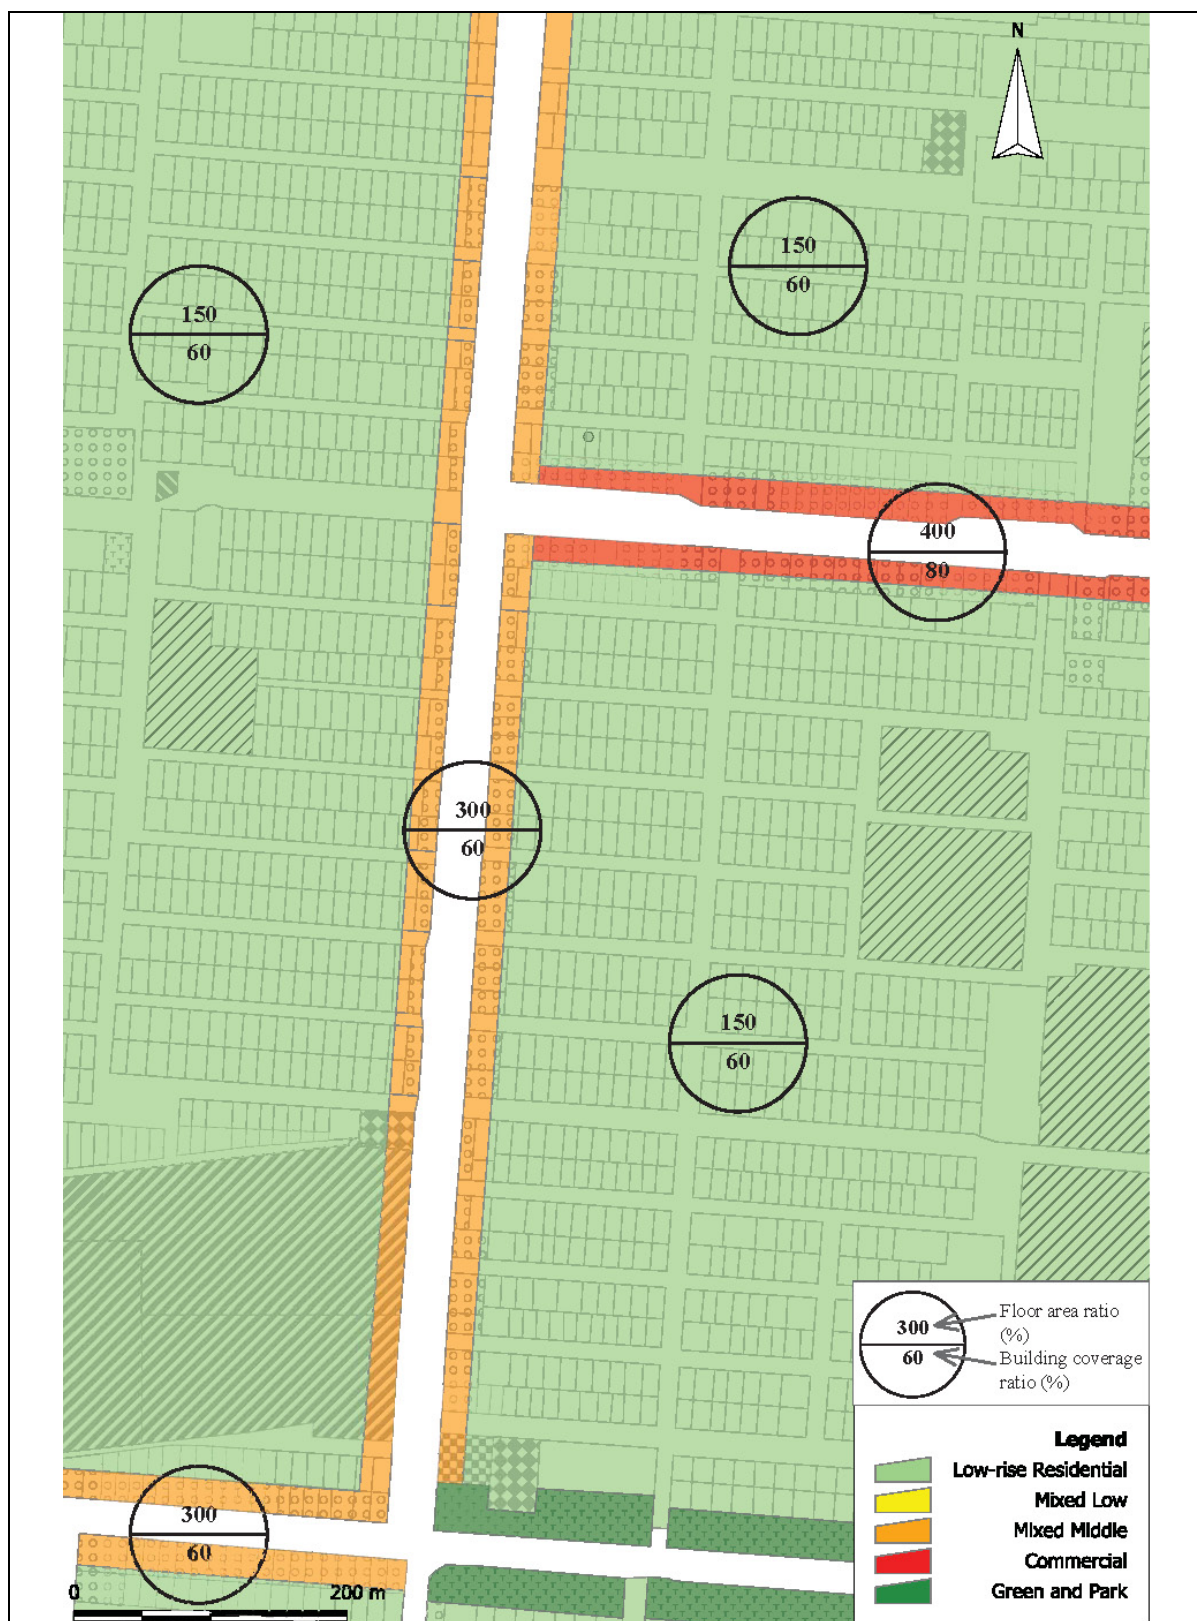 N
150
60
150
60
400
80
300
60
150
60
300
60
Floor area ratio
(%)
Building coverage
ratio (%)
300
60
Legend
Low-rise Residential
Mixed Low
Mixed Middle
Commercial
Green and Park
0 200 m